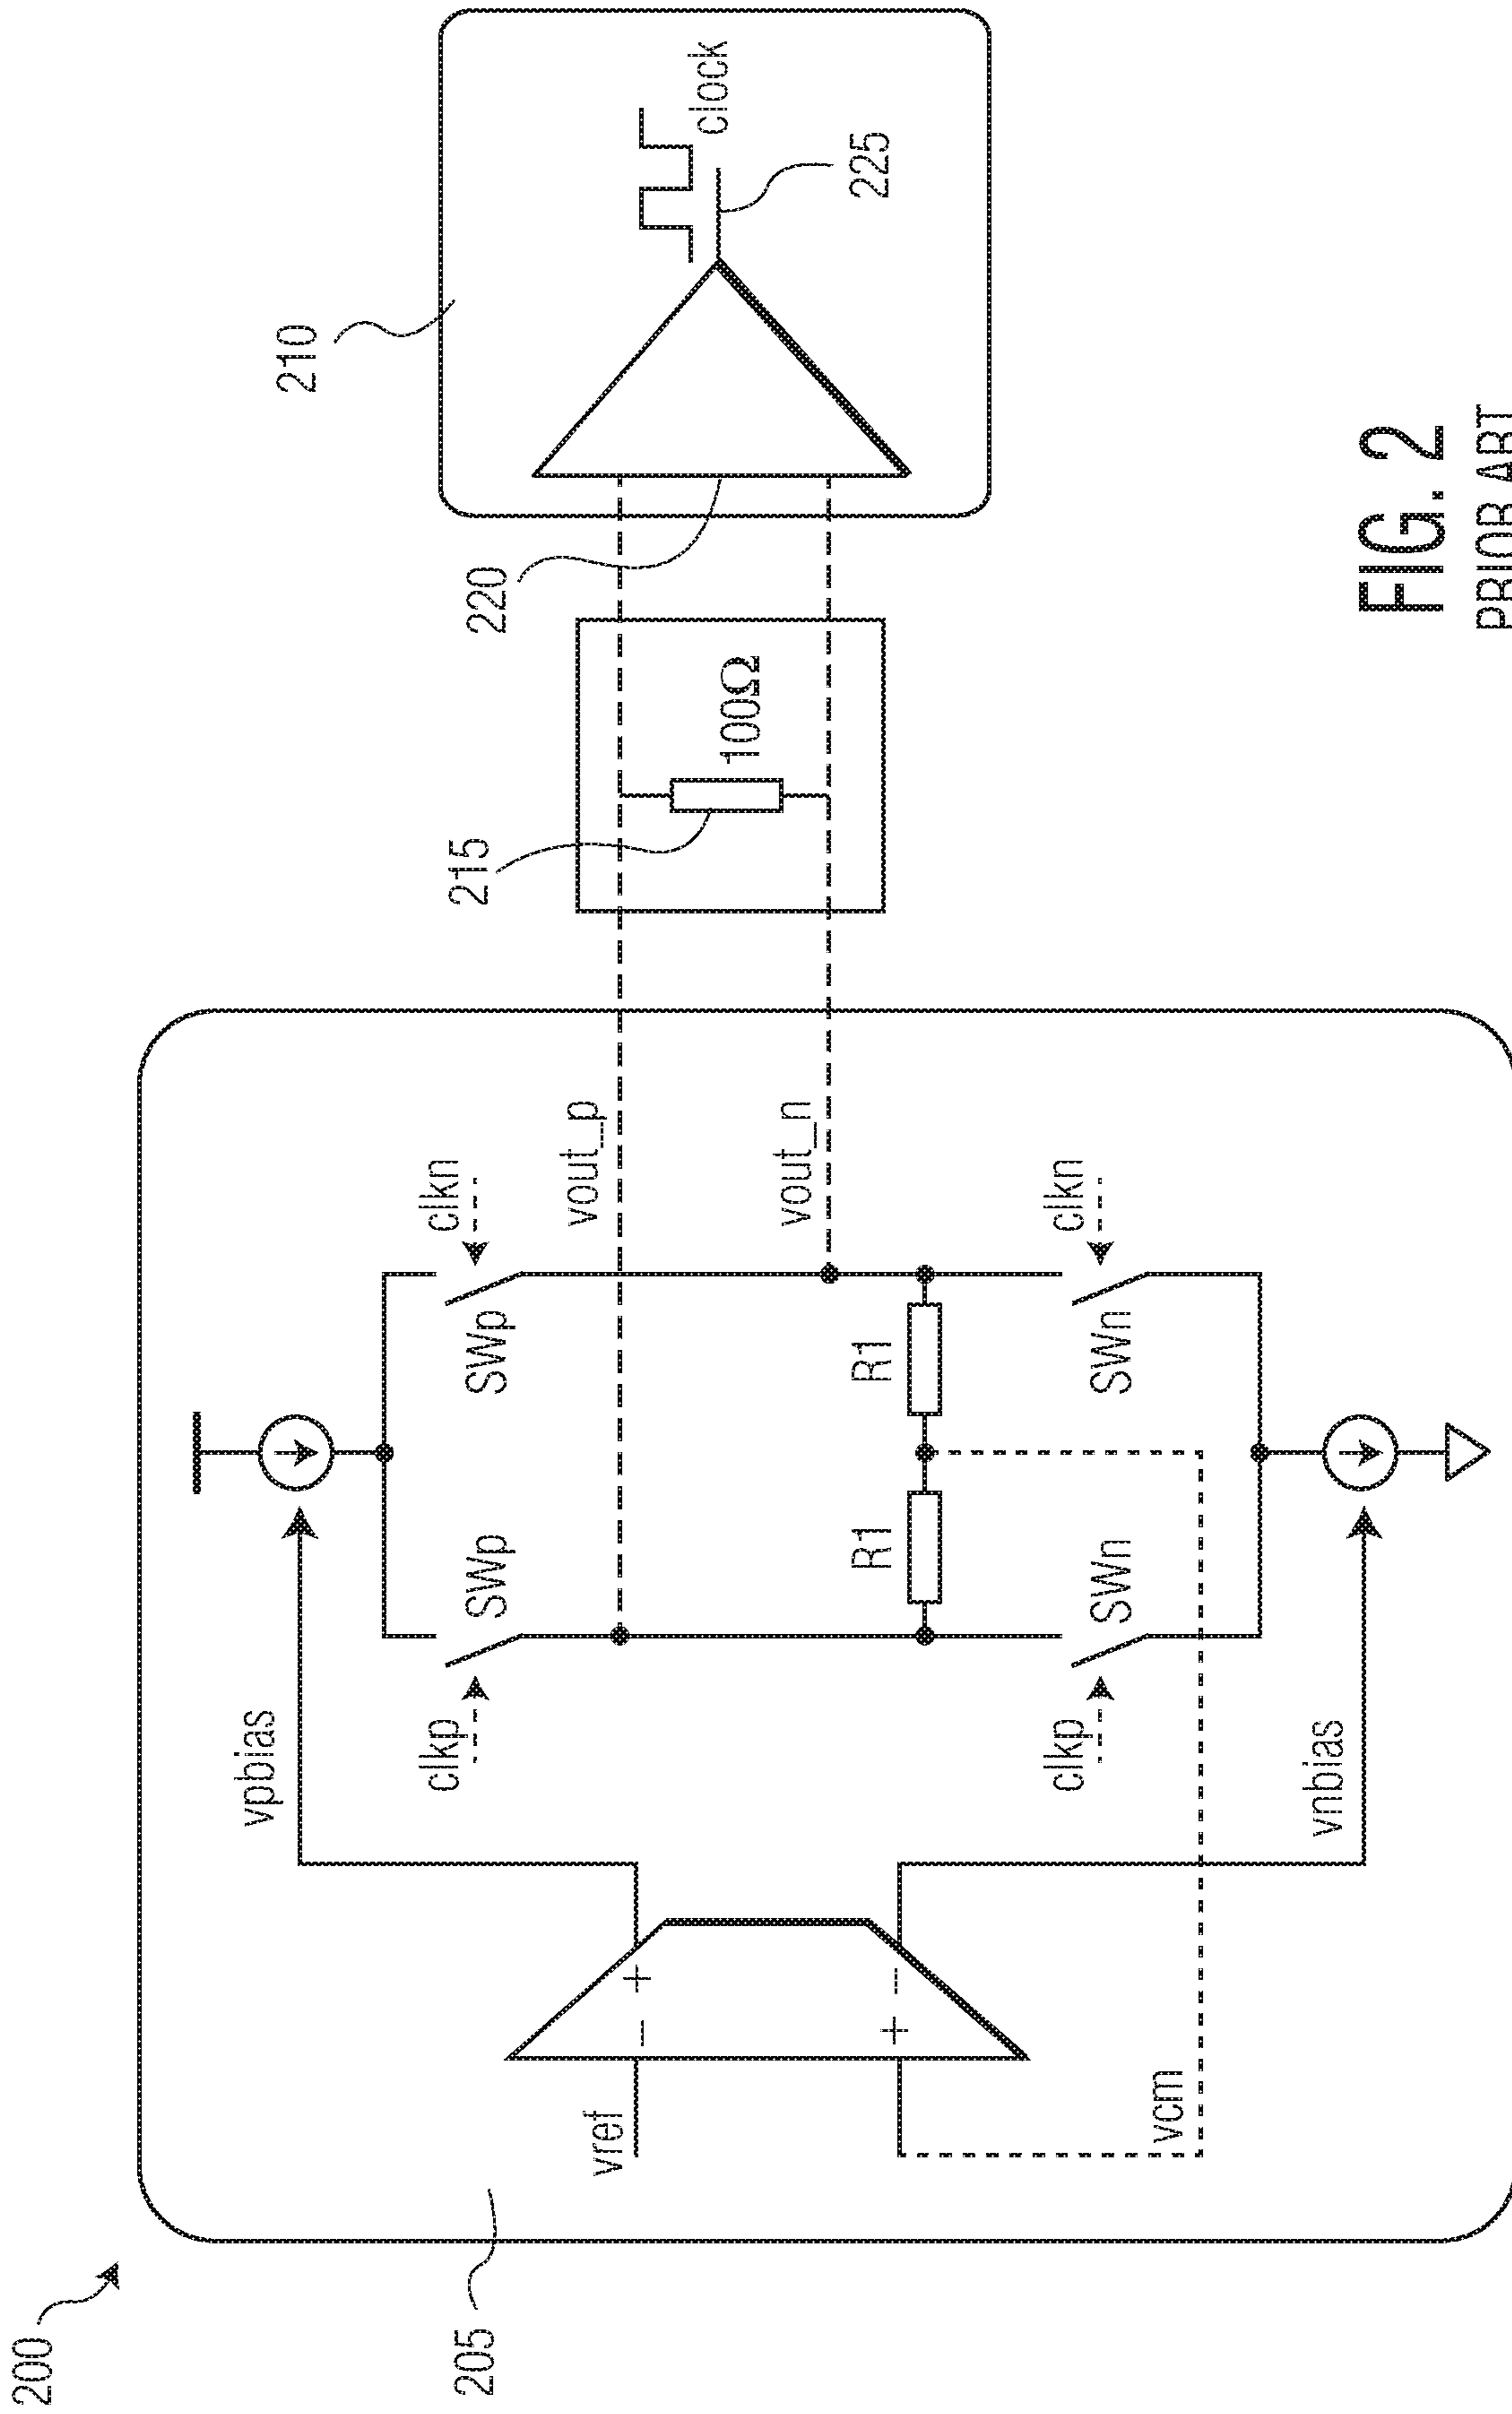 200
205
vref
vcm
- +
+ -
vpbias
vnbias
clkp
SWp
SWp
clkn
R1
R1
clkp
SWn
SWn
clkn
vout_p
vout_n
215
100Ω
220
210
clock
225
FIG. 2
PRIOR ART